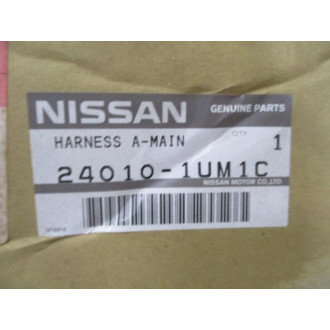 NISSAN GENUINE PARTS
HARNESS A-MAIN QTY 1
24010-1UM1C
NISSAN MOTOR CO.,LTD